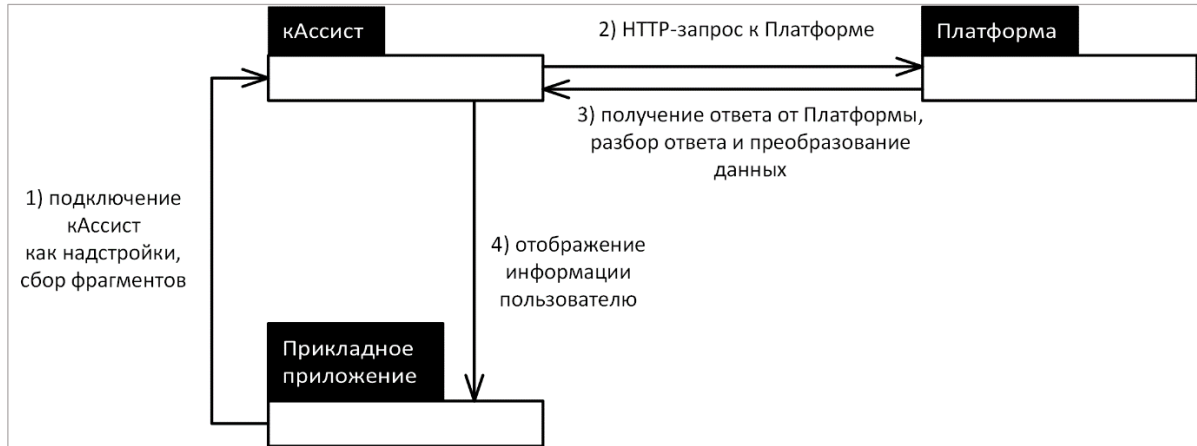 кАссист
2) HTTP-запрос к Платформе
Платформа
3) получение ответа от Платформы,
разбор ответа и преобразование
данных
1) подключение
кАссист
как надстройки,
сбор фрагментов
4) отображение
информации
пользователю
Прикладное
приложение